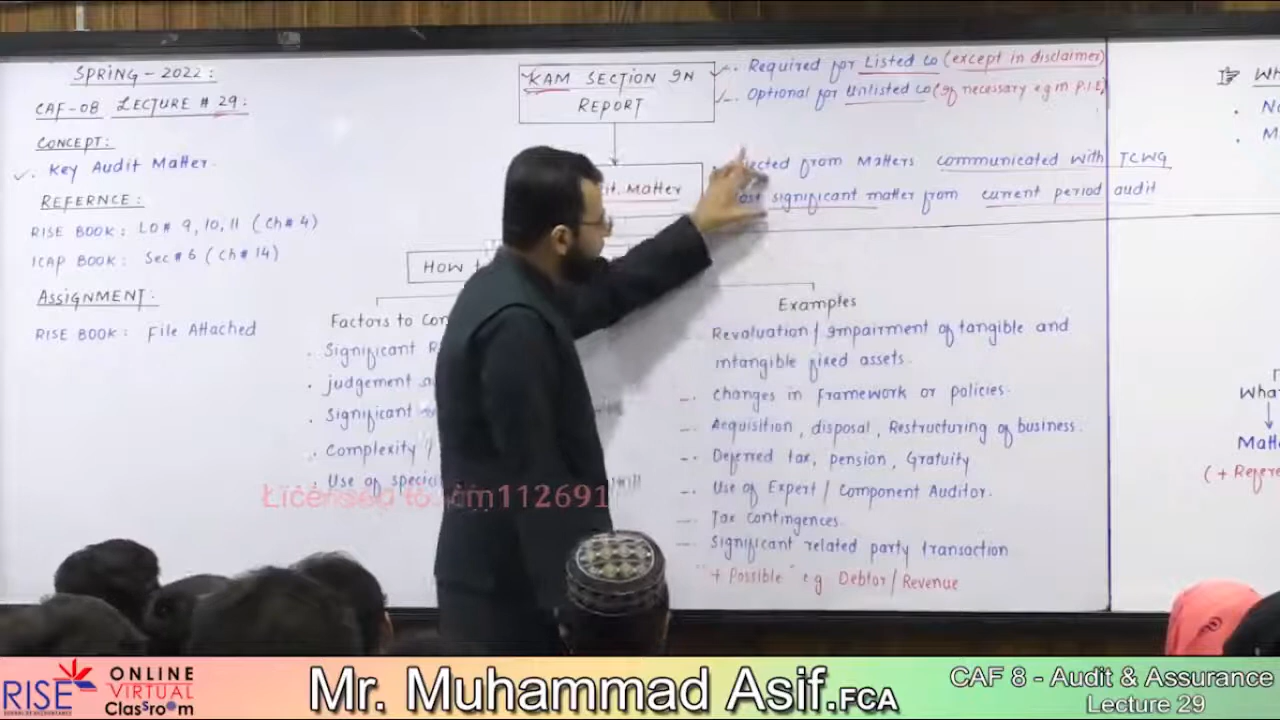 SPRING - 2022:
CAF-08 LECTURE # 29:
CONCEPT:
Key Audit Matter.
REFERNCE:
RISE BOOK: LO# 9, 10, 11 (Ch# 4)
ICAP BOOK: Sec # 6 (Ch# 14)
ASSIGNMENT:
RISE BOOK: File Attached
KAM SECTION IN
REPORT
Required for Listed Co (except in disclaimer)
Optional for Unlisted Co (if necessary e.g in P.I.E)
Matter
from Matters communicated with TCWG
significant matter from current period audit
How
Factors to
Significant
judgement
Significant
Complexity /
Use of
Examples
Revaluation / impairment of tangible and
intangible fixed assets.
Changes in framework or policies.
Acquisition, disposal, Restructuring of business.
Deferred tax, pension, Gratuity
Use of Expert / Component Auditor.
Tax contingences.
Significant related party transaction
"+ Possible" e.g Debtor / Revenue
Matt
(+ Refere
Licensed to: cm112691
RISE
ONLINE
VIRTUAL
Classroom
Mr. Muhammad Asif.FCA
CAF 8 - Audit & Assurance
Lecture 29